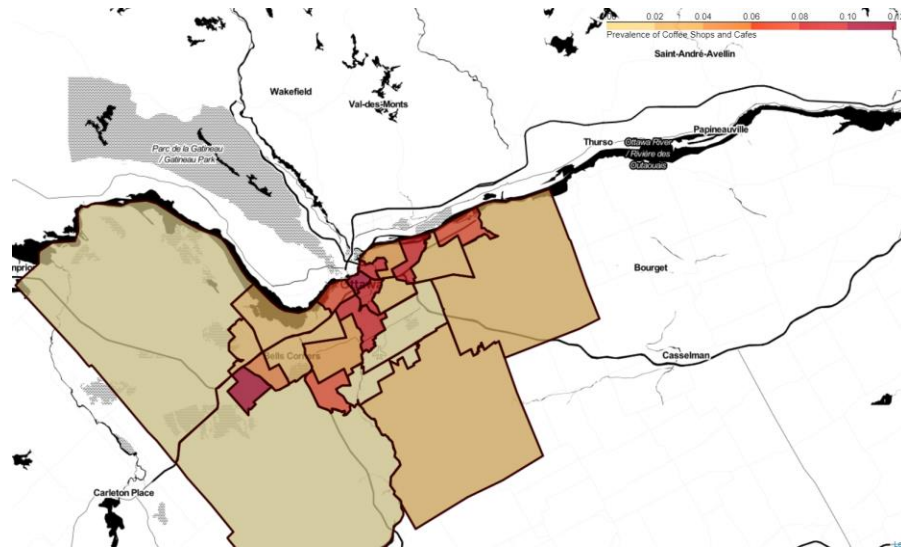 0.02 0.04 0.06 0.08 0.10
Prevalence of Coffee Shops and Cafes
Saint-André-Avellin
Wakefield
Val-des-Monts
Papineauville
Thurso
Ottawa River
/ Rivière des
Outaouais
Parc de la Gatineau
/ Gatineau Park
Bourget
Ottawa
Casselman
Bells Corners
Carleton Place